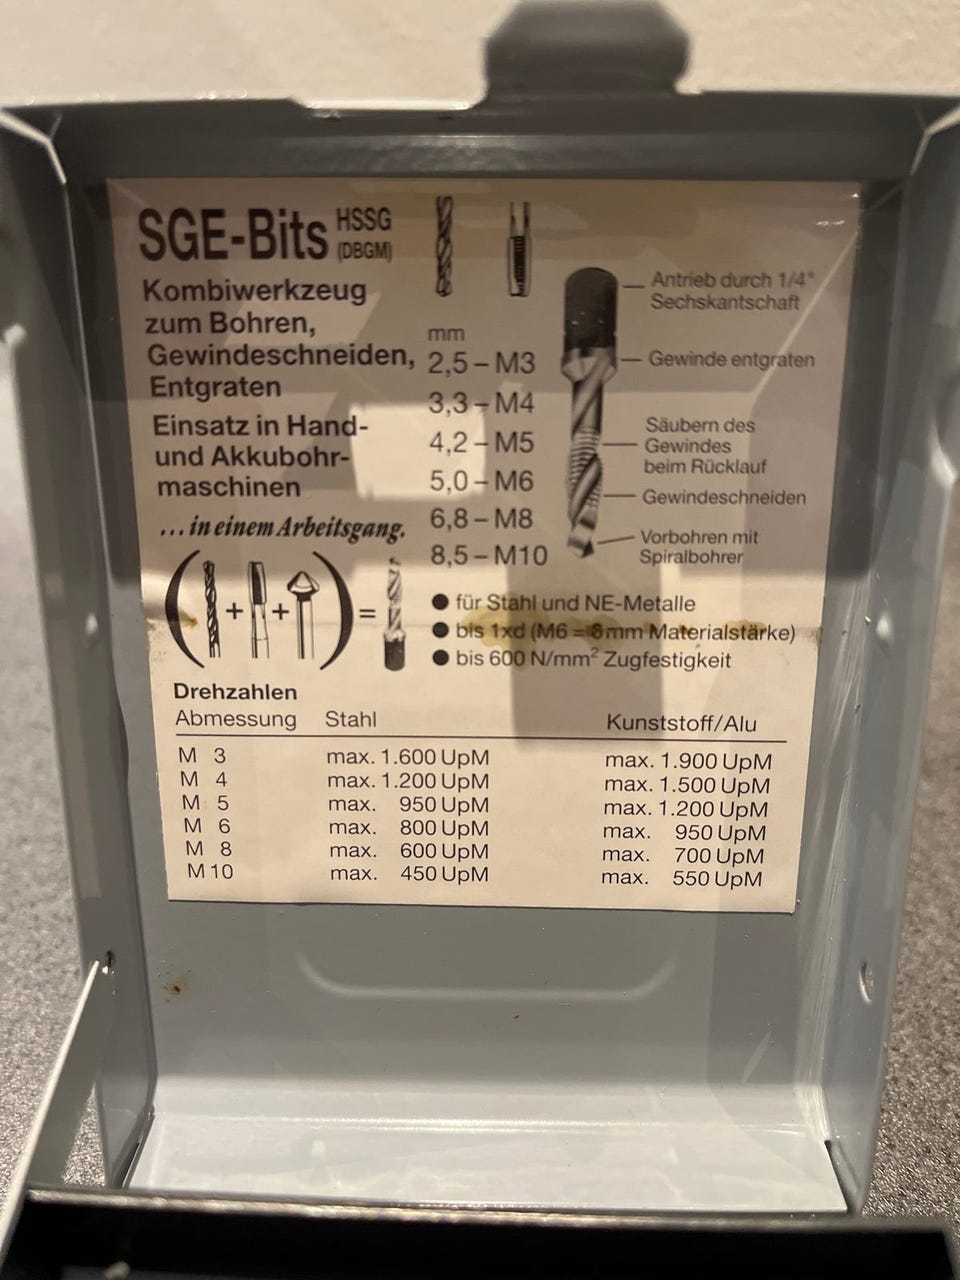 SGE-Bits HSSG
(DBGM)
Kombiwerkzeug
zum Bohren,
Gewindeschneiden,
Entgraten
Einsatz in Hand-
und Akkubohr-
maschinen
... in einem Arbeitsgang.
mm
2,5 – M3
3,3 – M4
4,2 – M5
5,0 – M6
6,8 – M8
8,5 – M10
Antrieb durch 1/4"
Sechskantschaft
Gewinde entgraten
Säubern des
Gewindes
beim Rücklauf
Gewindeschneiden
Vorbohren mit
Spiralbohrer
( + + ) =
● für Stahl und NE-Metalle
● bis 1xd (M6 = 6mm Materialstärke)
● bis 600 N/mm² Zugfestigkeit
Drehzahlen
Abmessung Stahl Kunststoff/Alu
M 3 max. 1.600 UpM max. 1.900 UpM
M 4 max. 1.200 UpM max. 1.500 UpM
M 5 max. 950 UpM max. 1.200 UpM
M 6 max. 800 UpM max. 950 UpM
M 8 max. 600 UpM max. 700 UpM
M 10 max. 450 UpM max. 550 UpM